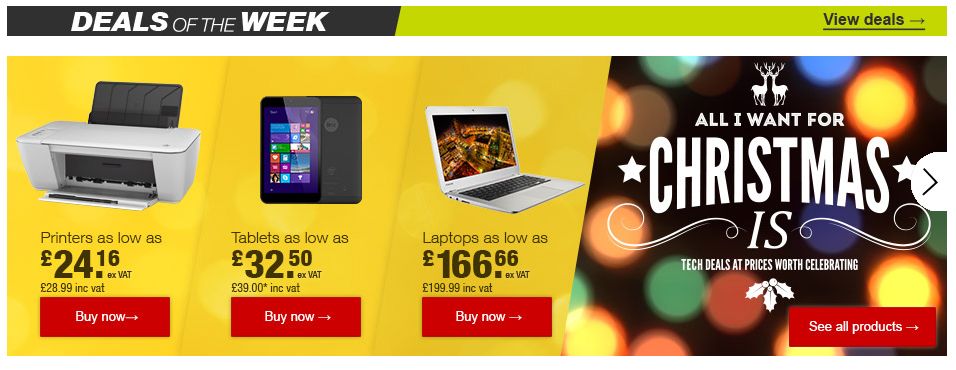 DEALS OF THE WEEK
View deals →
Printers as low as
£24.16 ex VAT
£28.99 inc vat
Buy now→
Tablets as low as
£32.50 ex VAT
£39.00* inc vat
Buy now →
Laptops as low as
£166.66 ex VAT
£199.99 inc vat
Buy now →
ALL I WANT FOR
CHRISTMAS
IS
TECH DEALS AT PRICES WORTH CELEBRATING
See all products →